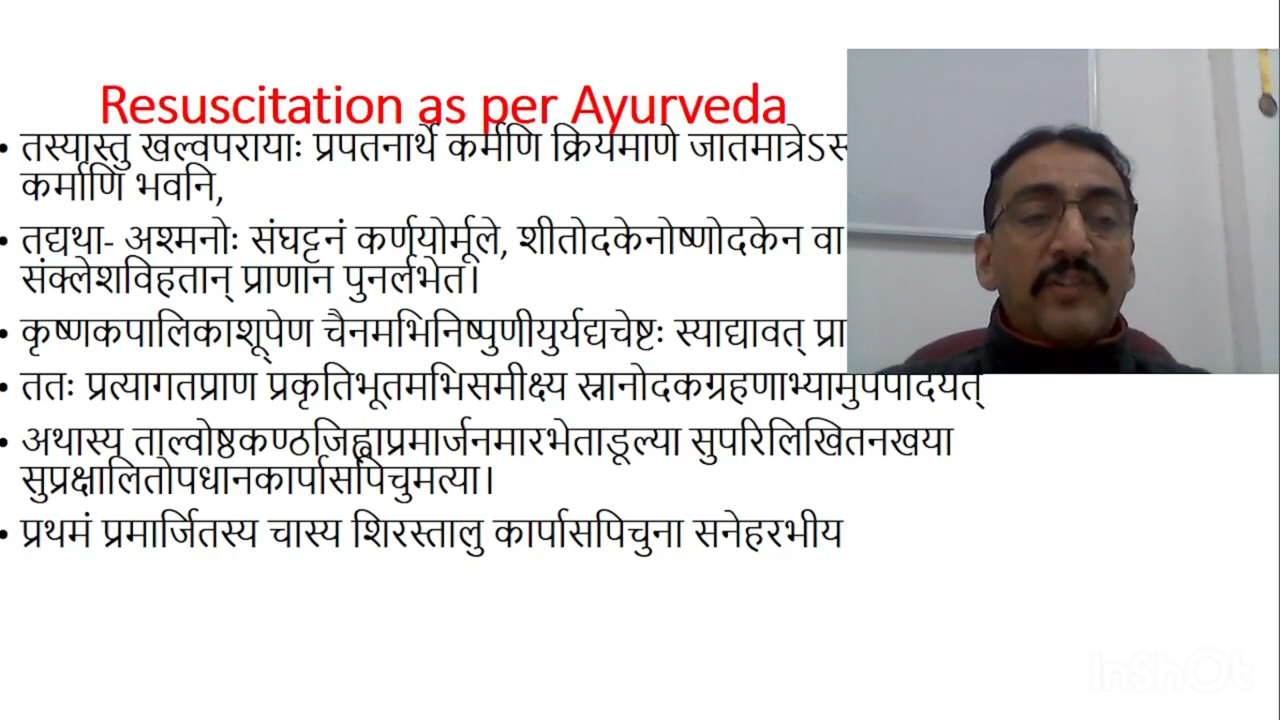 Resuscitation as per Ayurveda
• तस्यास्तु खल्वपरायाः प्रपतनार्थे कर्मणि क्रियमाणे जातमात्रेऽस
कर्माणि भवनि,
• तद्यथा- अश्मनोः संघट्टनं कर्णयोर्मूले, शीतोदकेनोष्णोदकेन वा
संक्लेशविहतान् प्राणान पुनर्लभेत।
• कृष्णकपालिकाशूर्पेण चैनमभिनिष्पुणीयुर्यद्यचेष्टः स्याद्यावत् प्रा
• ततः प्रत्यागतप्राण प्रकृतिभूतमभिसमीक्ष्य स्नानोदकग्रहणाभ्यामुपपादयत्
• अथास्य ताल्वोष्ठकण्ठजिह्वाप्रमार्जनमारभेताडूल्या सुपरिलिखितनखया
सुप्रक्षालितोपधानकार्पासपिचुमत्या।
• प्रथमं प्रमार्जितस्य चास्य शिरस्तालु कार्पासपिचुना सनेहरभीय
InShOt